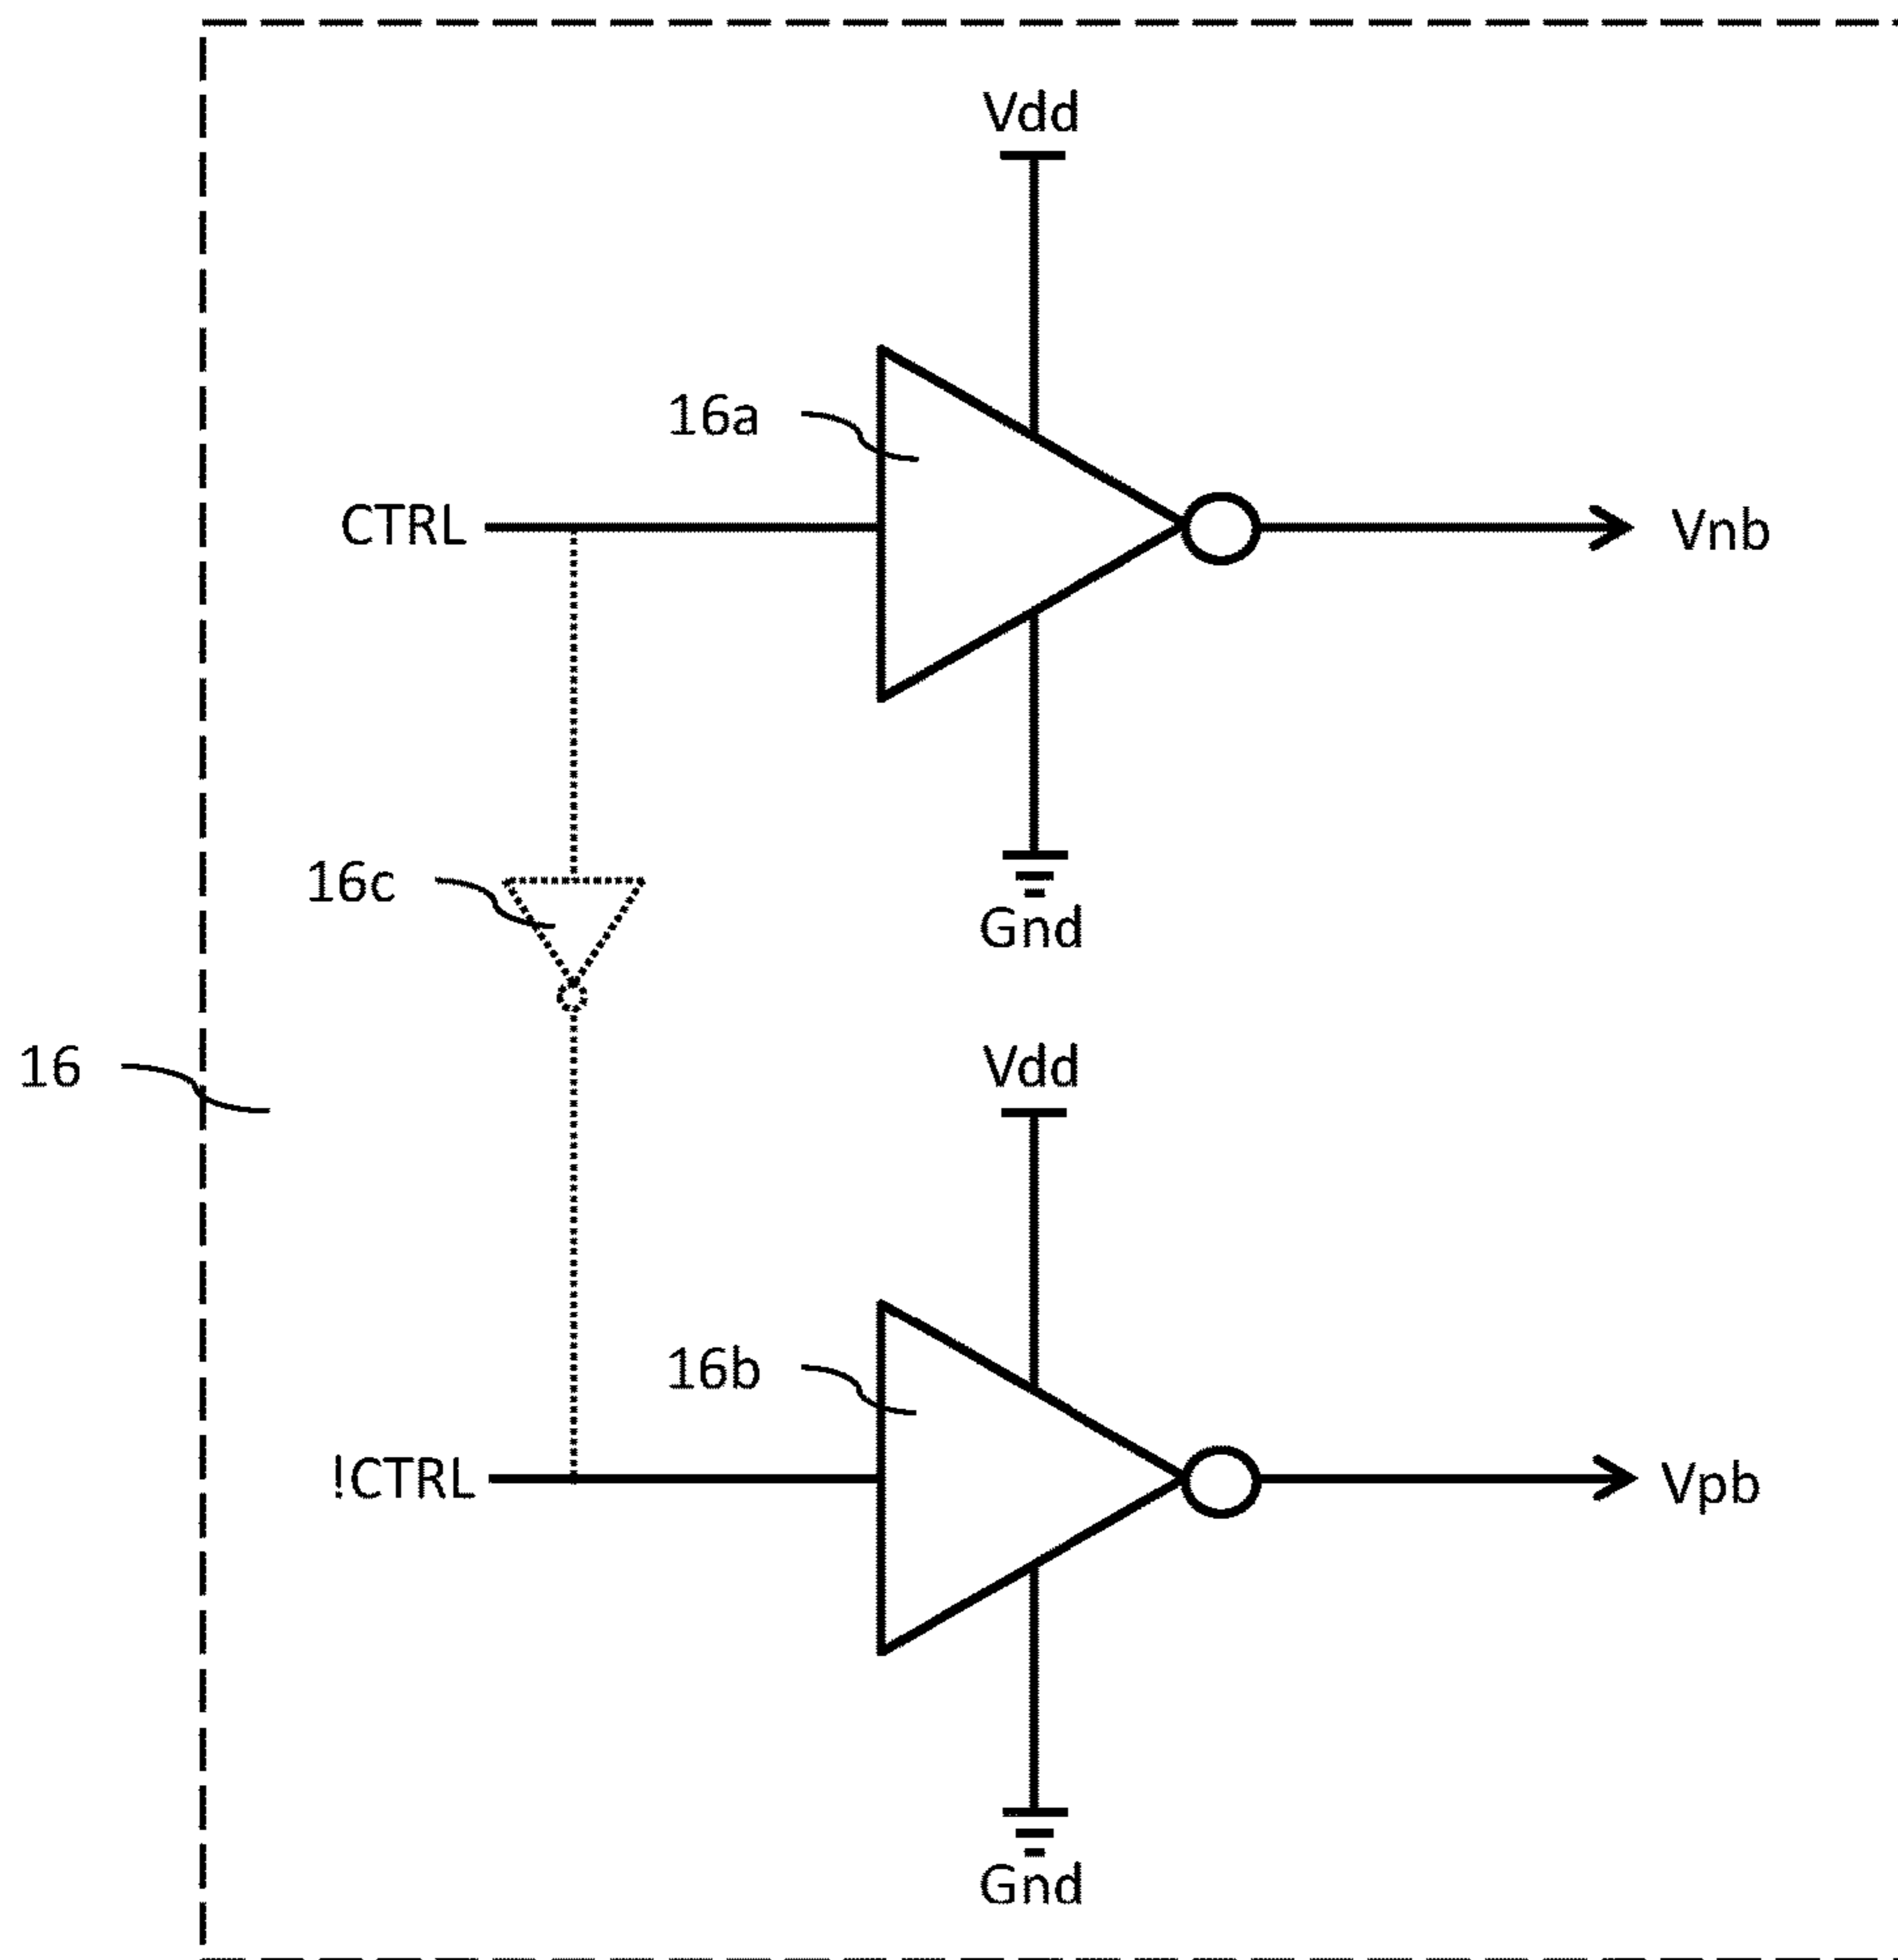 Vdd
16a
CTRL
Vnb
16c
Gnd
16
Vdd
16b
!CTRL
Vpb
Gnd